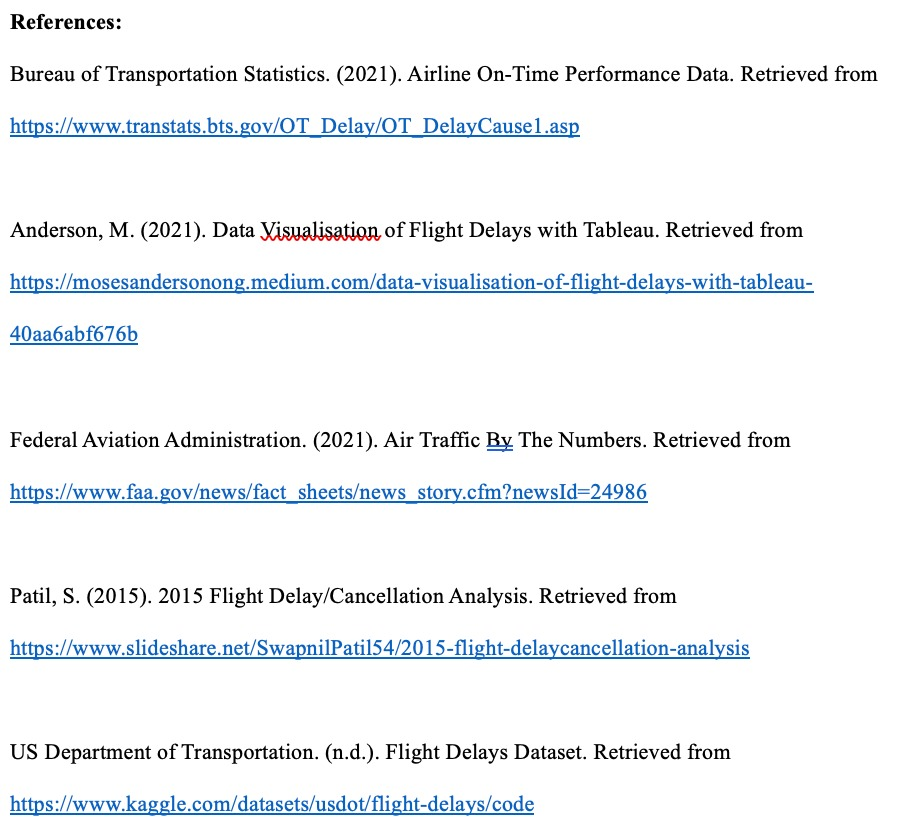 References:
Bureau of Transportation Statistics. (2021). Airline On-Time Performance Data. Retrieved from
https://www.transtats.bts.gov/OT_Delay/OT_DelayCause1.asp
Anderson, M. (2021). Data Visualisation of Flight Delays with Tableau. Retrieved from
https://mosesandersonong.medium.com/data-visualisation-of-flight-delays-with-tableau-
40aa6abf676b
Federal Aviation Administration. (2021). Air Traffic By The Numbers. Retrieved from
https://www.faa.gov/news/fact_sheets/news_story.cfm?newsId=24986
Patil, S. (2015). 2015 Flight Delay/Cancellation Analysis. Retrieved from
https://www.slideshare.net/SwapnilPatil54/2015-flight-delaycancellation-analysis
US Department of Transportation. (n.d.). Flight Delays Dataset. Retrieved from
https://www.kaggle.com/datasets/usdot/flight-delays/code